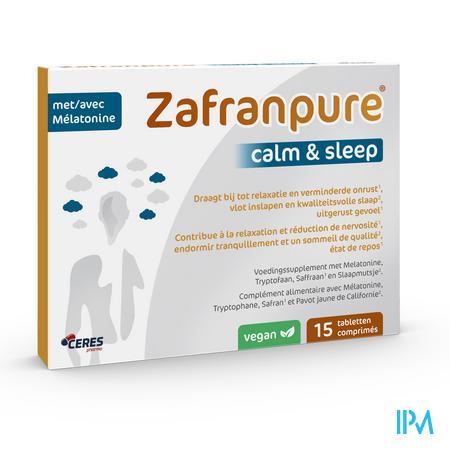 met/avec
Mélatonine
Zafranpure®
calm & sleep
Draagt bij tot relaxatie en verminderde onrust¹,
vlot inslapen en kwaliteitsvolle slaap²,
uitgerust gevoel¹
Contribue à la relaxation et réduction de nervosité¹,
endormir tranquillement et un sommeil de qualité²,
état de repos¹
Voedingssupplement met Melatonine,
Tryptofaan, Saffraan¹ en Slaapmutsje².
Complément alimentaire avec Mélatonine,
Tryptophane, Safran¹ et Pavot jaune de Californie².
CERES
pharma
vegan
15 tabletten
comprimés
IPM